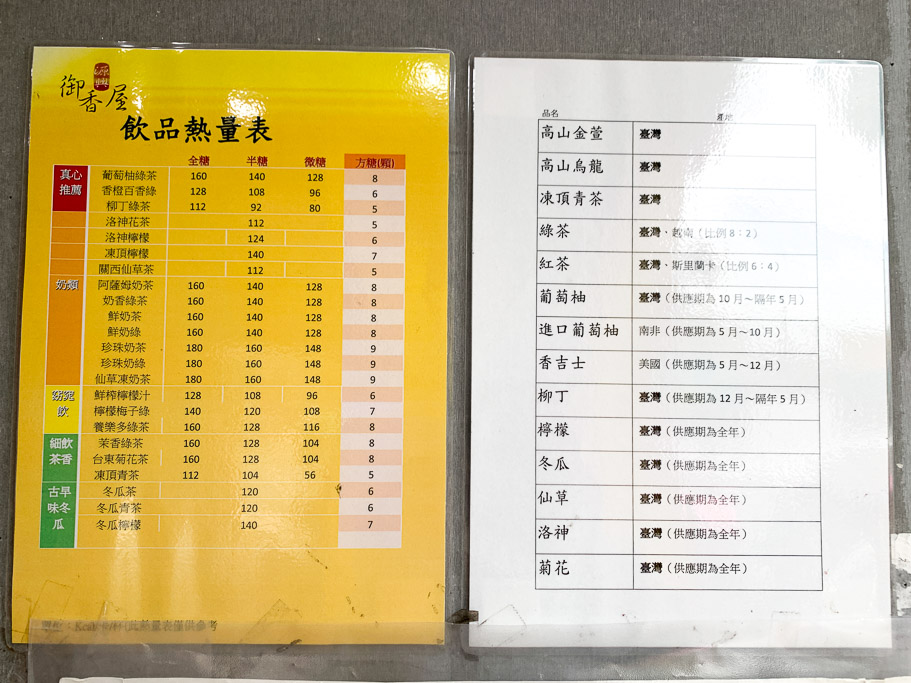 御香屋
飲品熱量表
全糖 半糖 微糖 方糖(顆)
真心推薦 葡萄柚綠茶 160 140 128 8
香橙百香綠 128 108 96 6
柳丁綠茶 112 92 80 5
洛神花茶 112 5
洛神檸檬 124 6
凍頂檸檬 140 7
關西仙草茶 112 5
奶類 阿薩姆奶茶 160 140 128 8
奶香綠茶 160 140 128 8
鮮奶茶 160 140 128 8
鮮奶綠 160 140 128 8
珍珠奶茶 180 160 148 9
珍珠奶綠 180 160 148 9
仙草凍奶茶 180 160 148 9
飲 鮮榨檸檬汁 128 108 96 6
檸檬梅子綠 140 120 108 7
養樂多綠茶 160 128 116 8
細飲茶香 茉香綠茶 160 128 104 8
台東菊花茶 160 128 104 8
凍頂青茶 112 104 56 5
古早味冬瓜 冬瓜茶 120 6
冬瓜青茶 120 6
冬瓜檸檬 140 7
此熱量表僅供參考
品名 產地
高山金萱 臺灣
高山烏龍 臺灣
凍頂青茶 臺灣
綠茶 臺灣、越南（比例8：2）
紅茶 臺灣、斯里蘭卡（比例6：4）
葡萄柚 臺灣（供應期為10月～隔年5月）
進口葡萄柚 南非（供應期為5月～10月）
香吉士 美國（供應期為5月～12月）
柳丁 臺灣（供應期為12月～隔年5月）
檸檬 臺灣（供應期為全年）
冬瓜 臺灣（供應期為全年）
仙草 臺灣（供應期為全年）
洛神 臺灣（供應期為全年）
菊花 臺灣（供應期為全年）